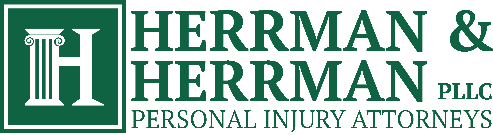 H
HERRMAN &
HERRMAN PLLC
PERSONAL INJURY ATTORNEYS